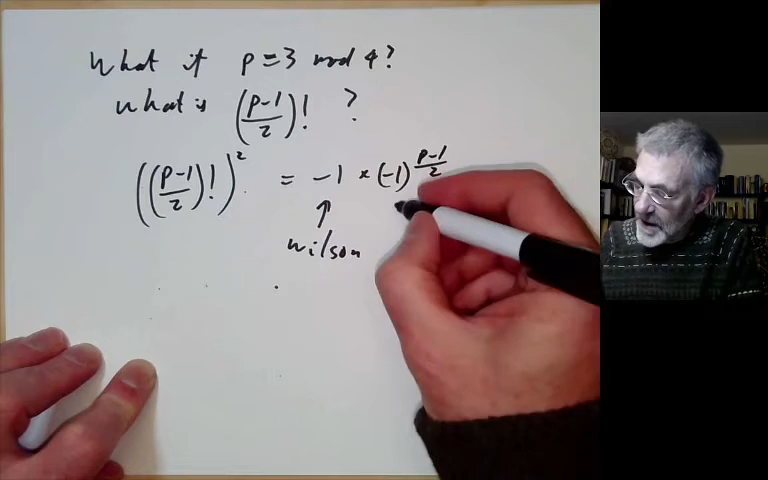 What if p ≡ 3 mod 4?
what is (p-1/2)! ?
((p-1/2)!)² = -1 × (-1)^(p-1/2)
↑
wilson